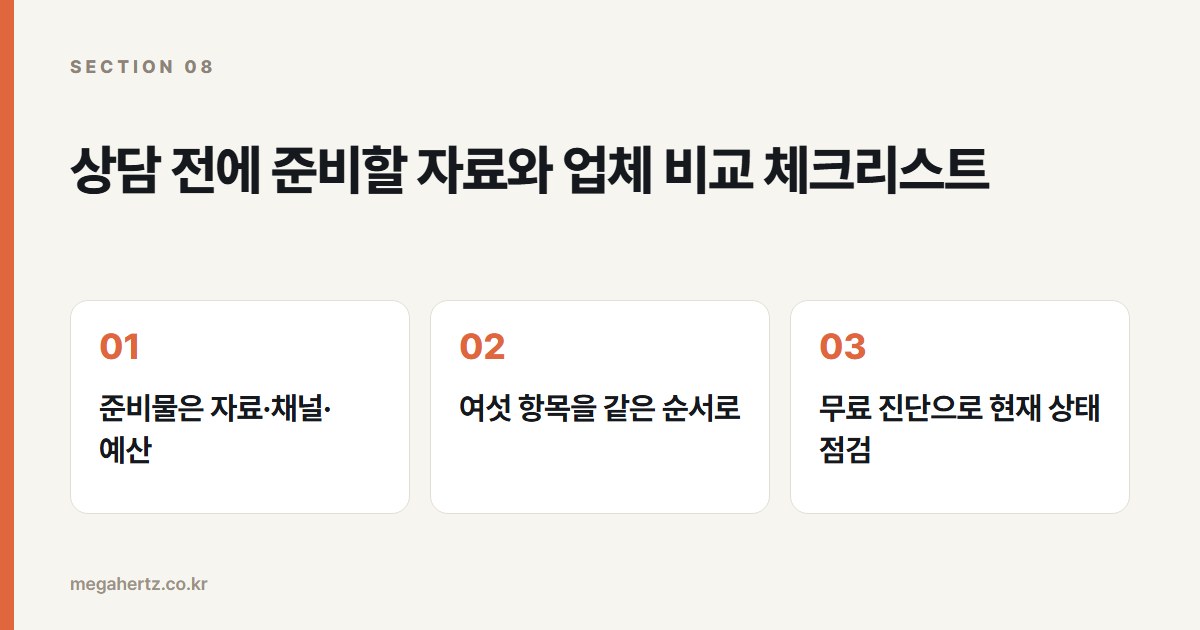 SECTION 08
상담 전에 준비할 자료와 업체 비교 체크리스트
01
준비물은 자료·채널·
예산
02
여섯 항목을 같은 순서로
03
무료 진단으로 현재 상태
점검
megahertz.co.kr